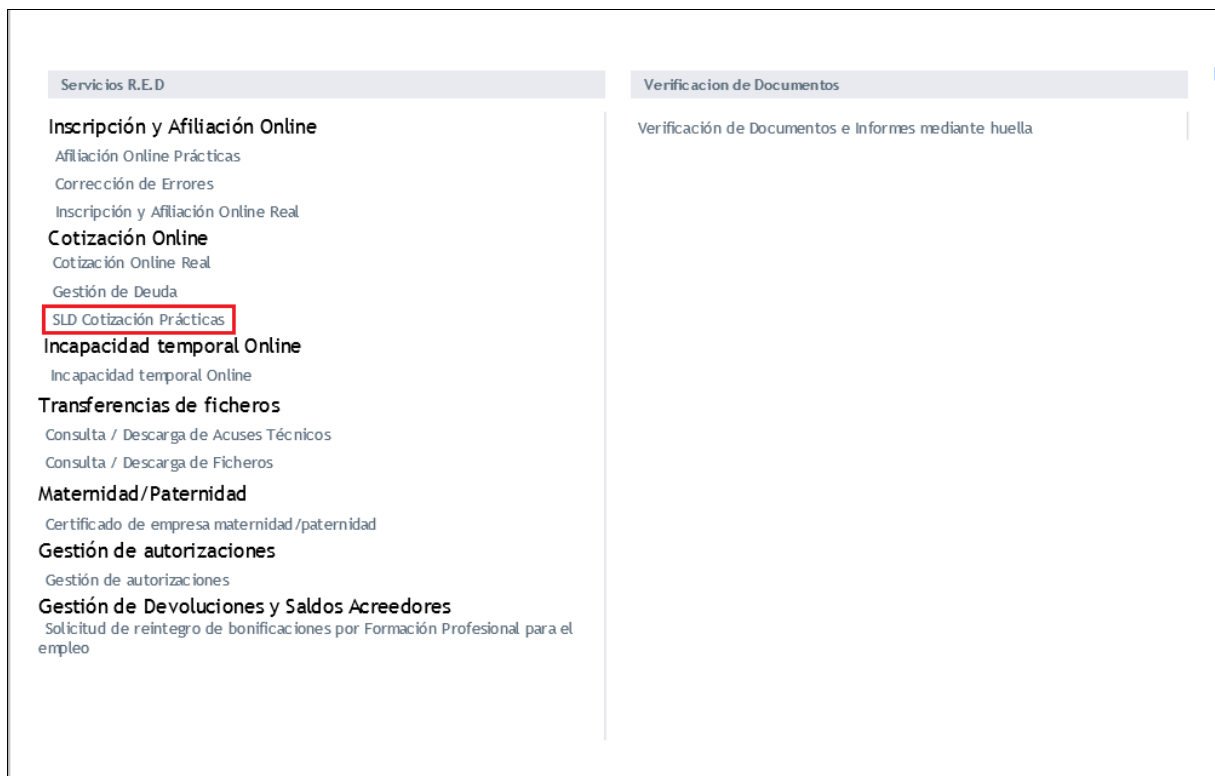 Servicios R.E.D
Inscripción y Afiliación Online
Afiliación Online Prácticas
Corrección de Errores
Inscripción y Afiliación Online Real
Cotización Online
Cotización Online Real
Gestión de Deuda
SLD Cotización Prácticas
Incapacidad temporal Online
Incapacidad temporal Online
Transferencias de ficheros
Consulta / Descarga de Acuses Técnicos
Consulta / Descarga de Ficheros
Maternidad/Paternidad
Certificado de empresa maternidad/paternidad
Gestión de autorizaciones
Gestión de autorizaciones
Gestión de Devoluciones y Saldos Acreedores
Solicitud de reintegro de bonificaciones por Formación Profesional para el
empleo
Verificacion de Documentos
Verificación de Documentos e Informes mediante huella